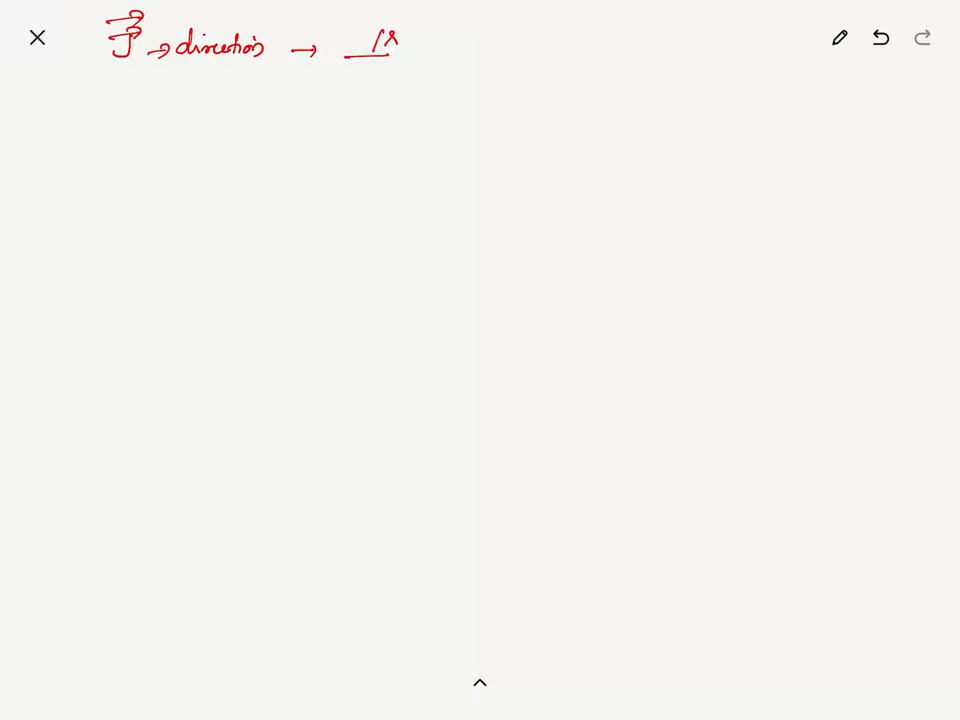 J⃗ → direction → ⊥r